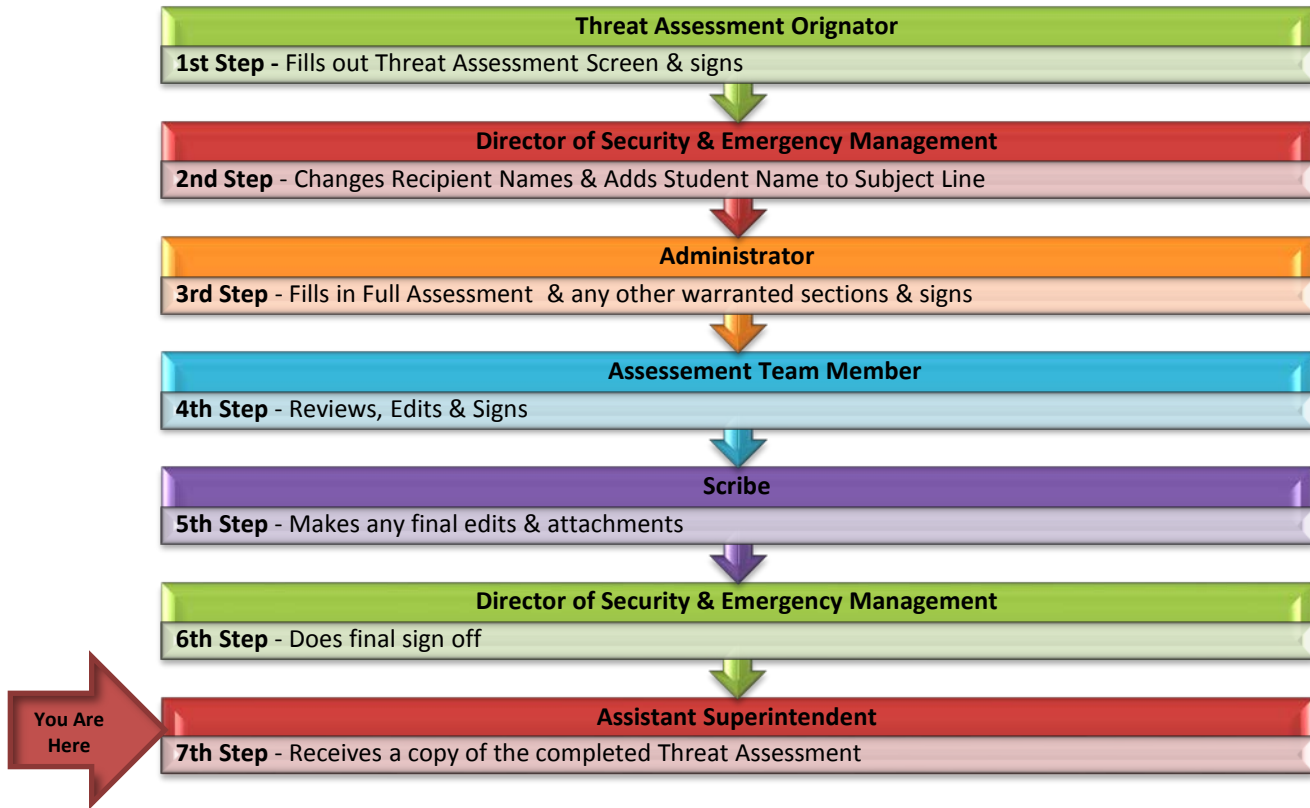 Threat Assessment Orignator
1st Step - Fills out Threat Assessment Screen & signs
Director of Security & Emergency Management
2nd Step - Changes Recipient Names & Adds Student Name to Subject Line
Administrator
3rd Step - Fills in Full Assessment & any other warranted sections & signs
Assessement Team Member
4th Step - Reviews, Edits & Signs
Scribe
5th Step - Makes any final edits & attachments
Director of Security & Emergency Management
6th Step - Does final sign off
You Are
Here
Assistant Superintendent
7th Step - Receives a copy of the completed Threat Assessment